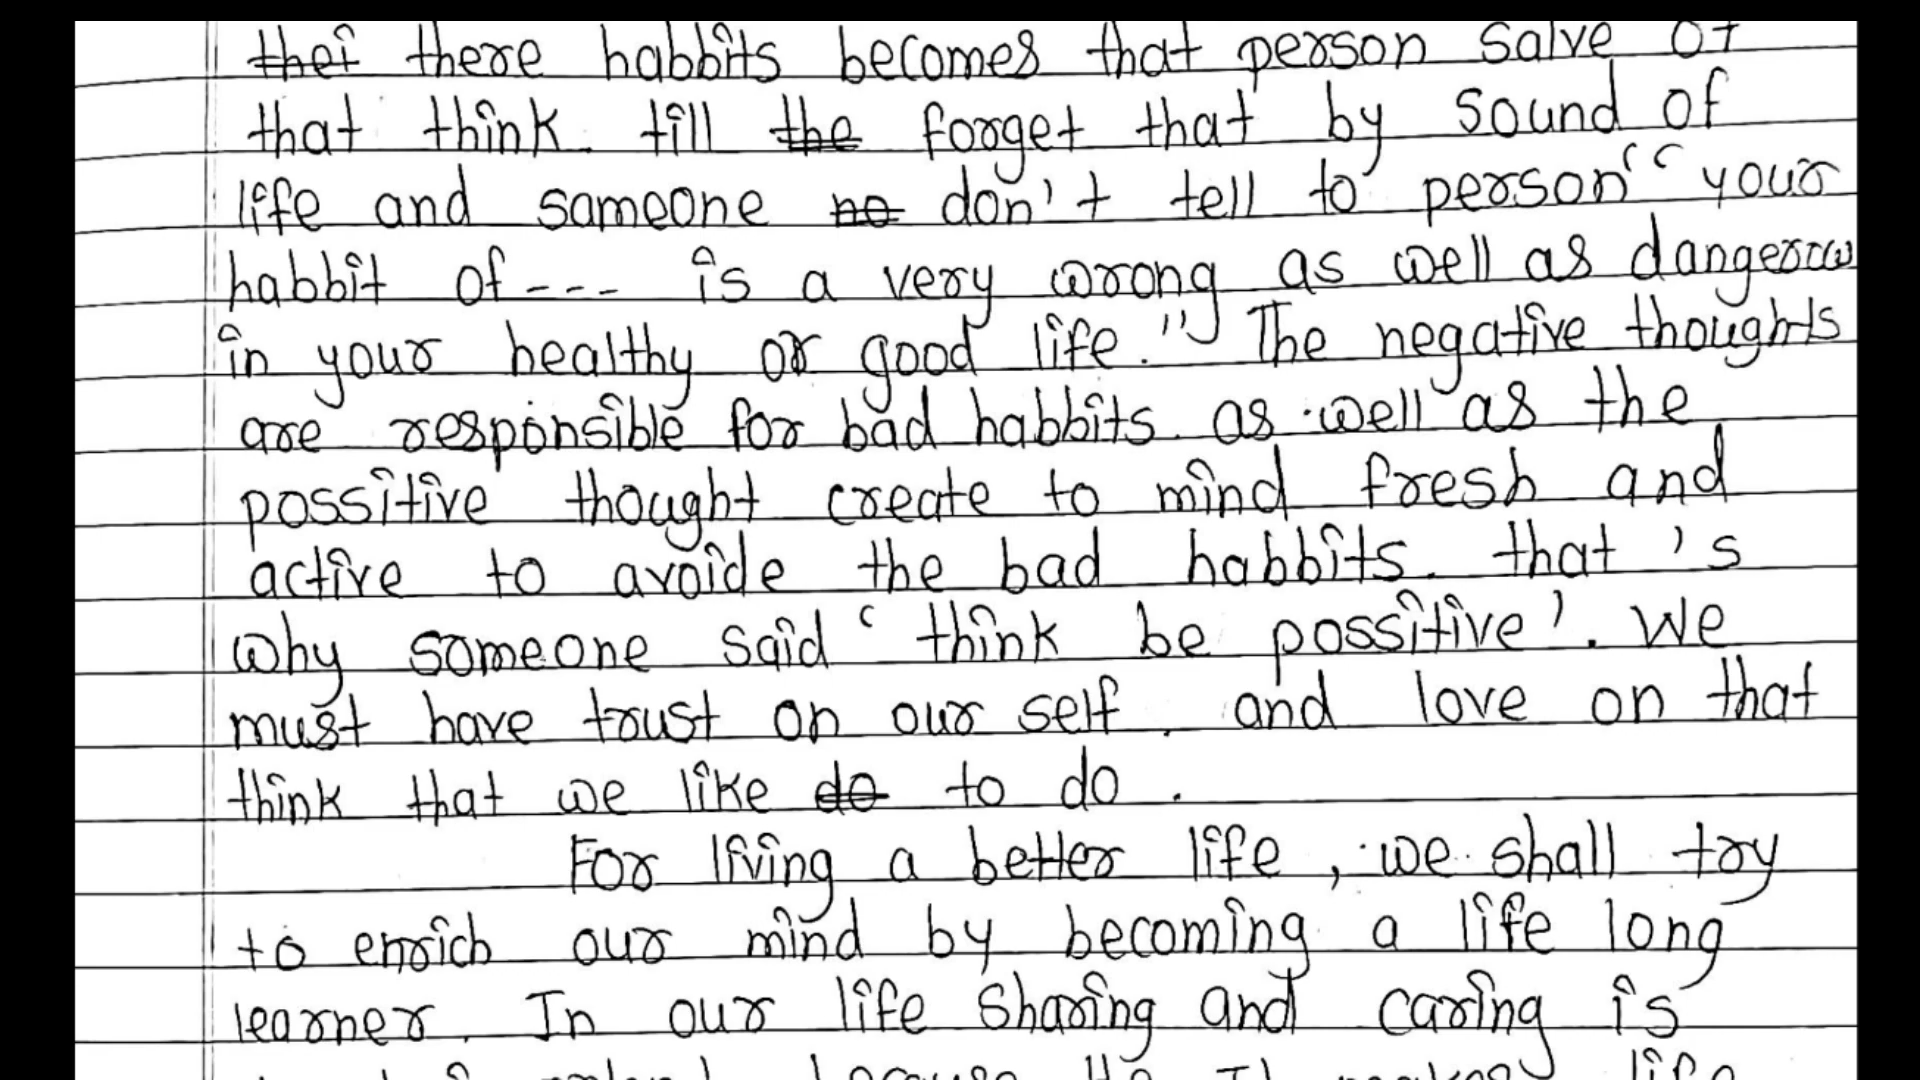 thei there habbits becomes that person salve of
that think. till the forget that by sound of
life and someone no don't tell to person "your
habbit of --- is a very wrong as well as dangerous
in your healthy or good life." The negative thoughts
are responsible for bad habbits. as well as the
possitive thought create to mind fresh and
active to avoide the bad habbits. that's
why someone said 'think be possitive'. We
must have trust on our self. and love on that
think that we like do to do.
For living a better life, we shall try
to enrich our mind by becoming a life long
learner. In our life sharing and caring is
because life